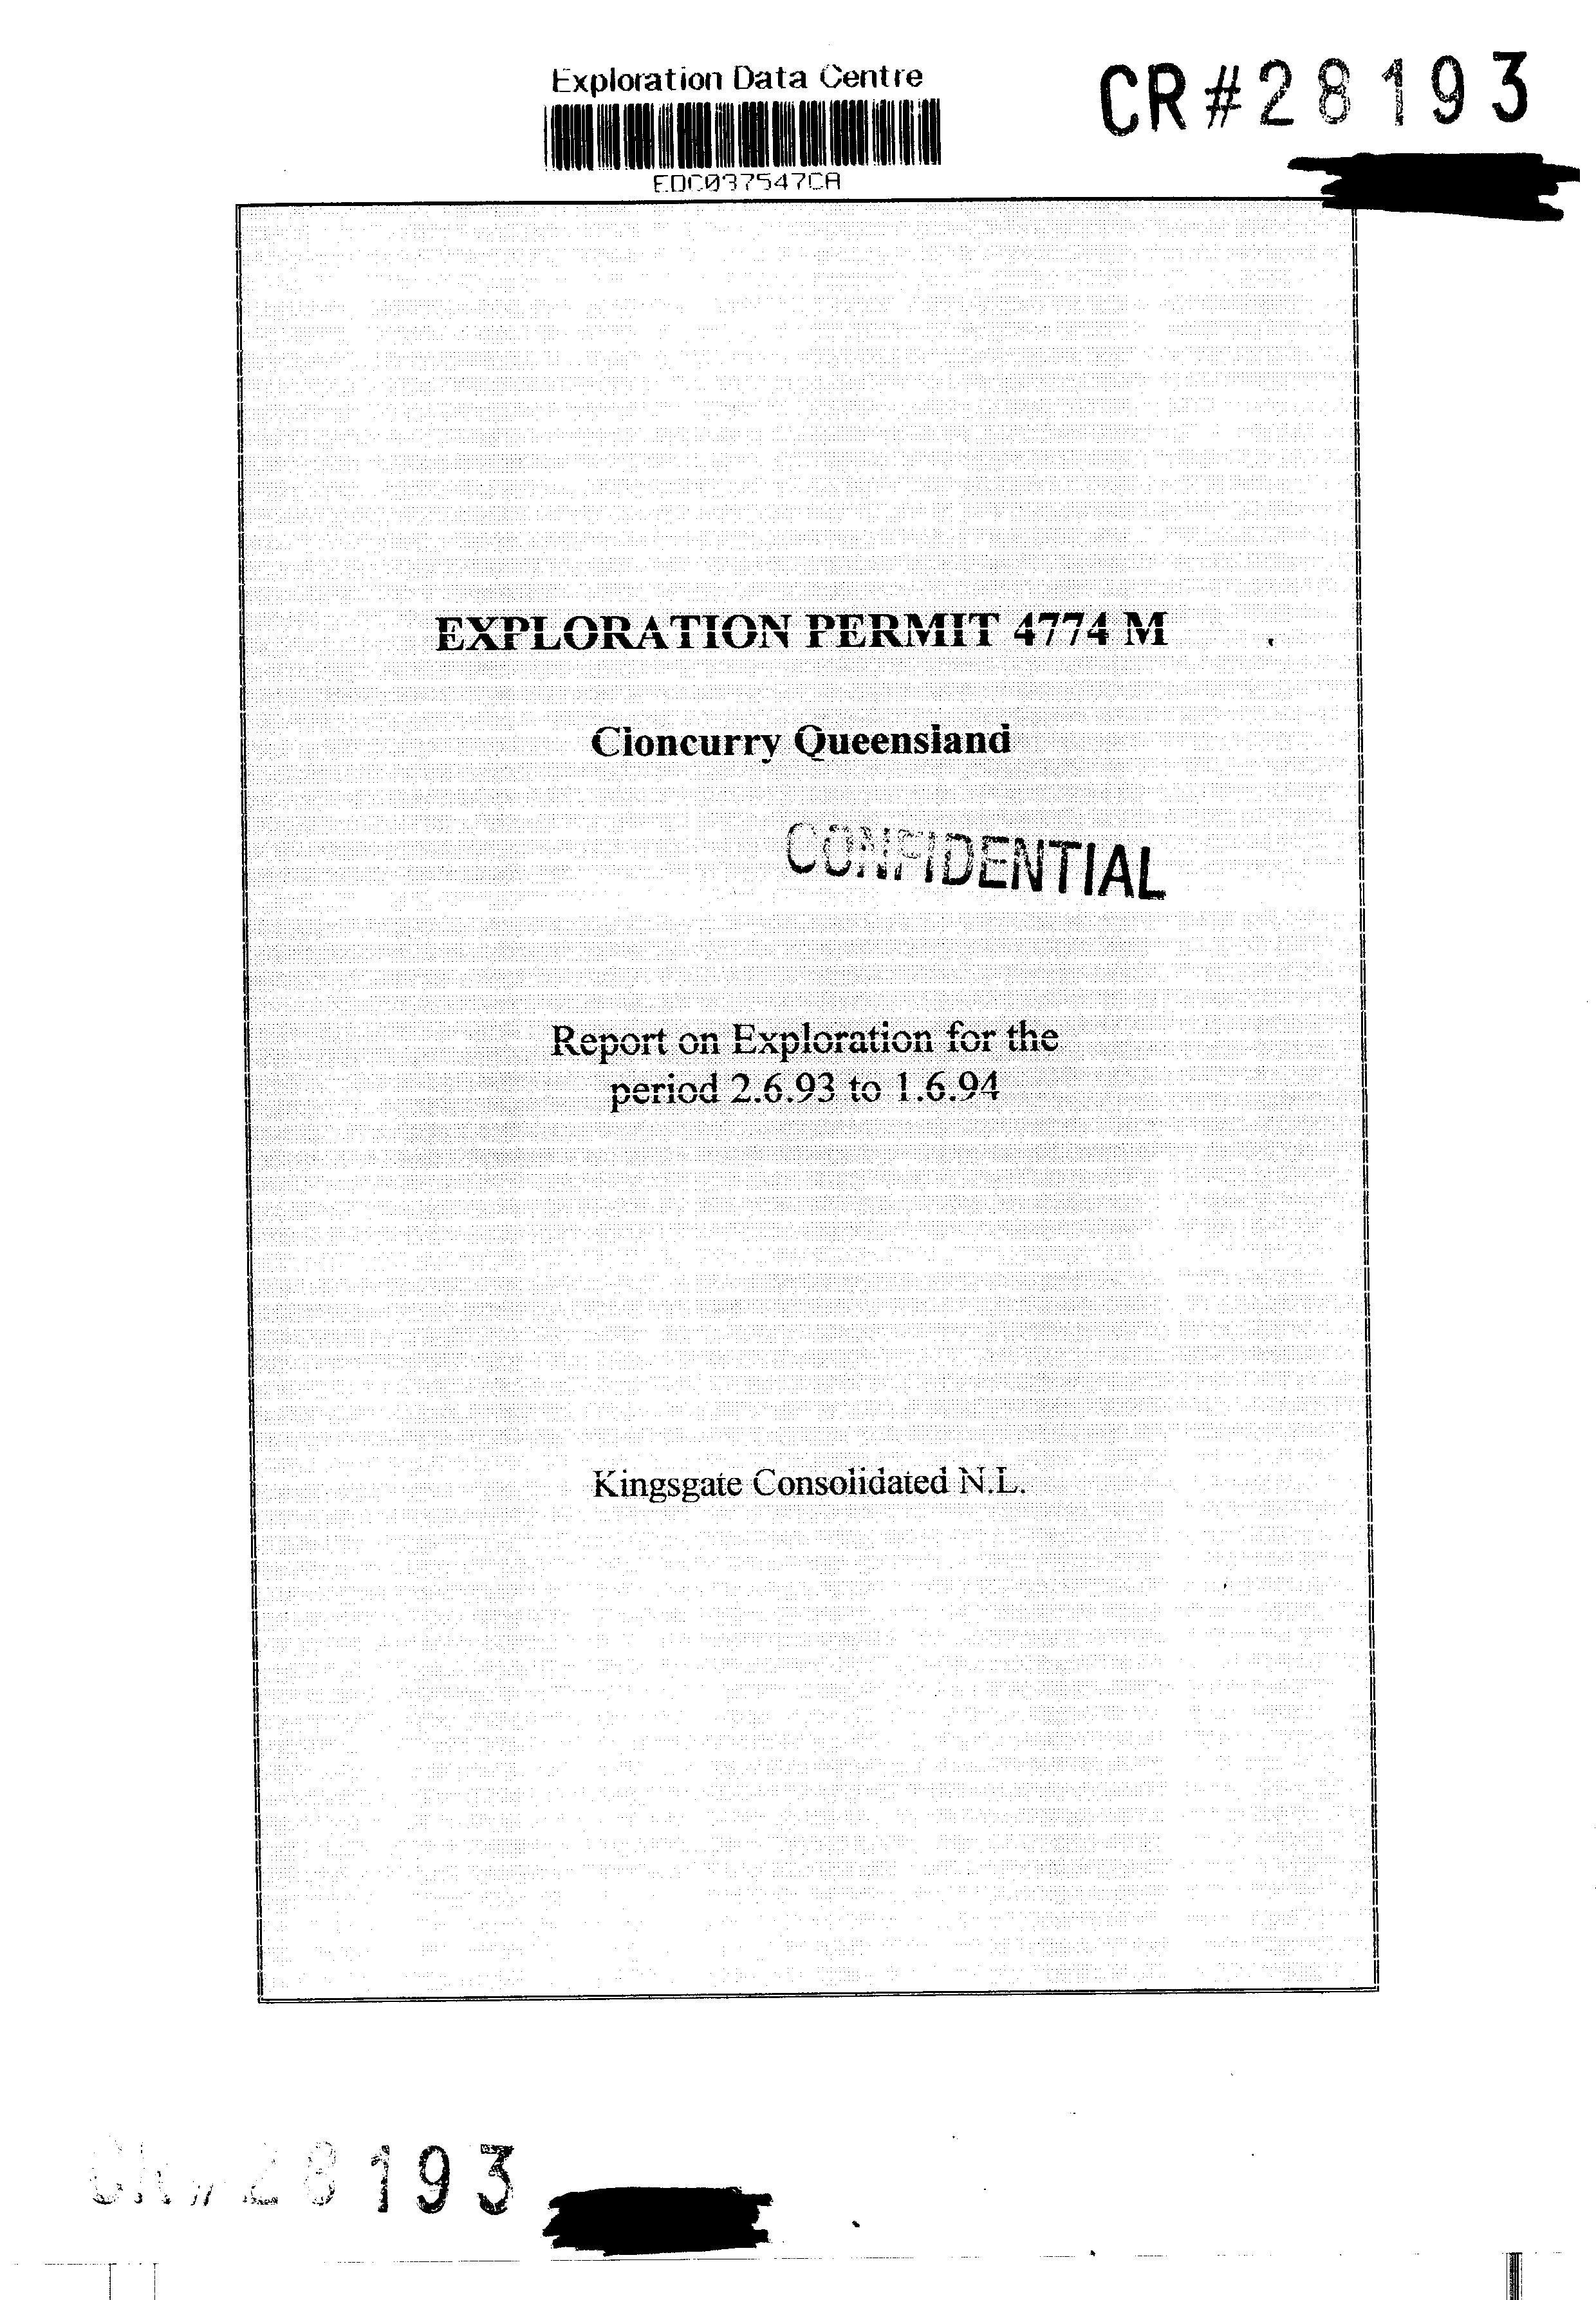 Exploration Data Centre
CR#28193
EDC037547CA
EXPLORATION PERMIT 4774 M
Cloncurry Queensland
CONFIDENTIAL
Report on Exploration for the
period 2.6.93 to 1.6.94
Kingsgate Consolidated N.L.
CR#28193